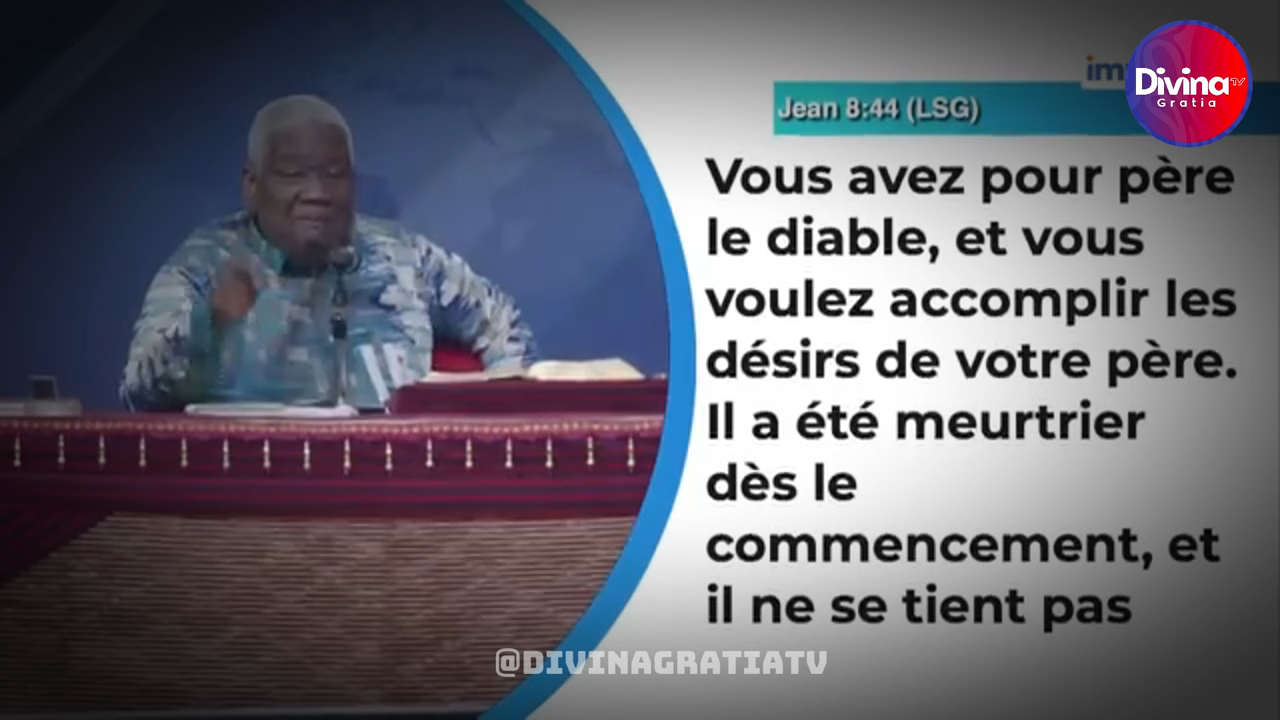 Divina TV
Gratia
Jean 8:44 (LSG)
Vous avez pour père
le diable, et vous
voulez accomplir les
désirs de votre père.
Il a été meurtrier
dès le
commencement, et
il ne se tient pas
@DIVINAGRATIATV